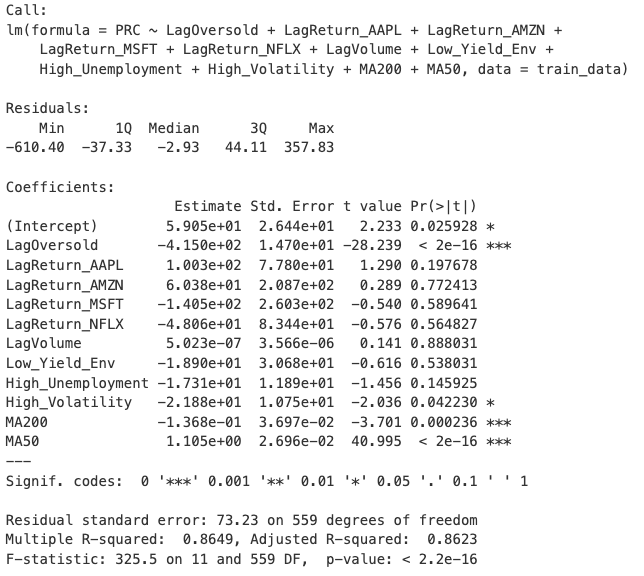 Call:
lm(formula = PRC ~ LagOversold + LagReturn_AAPL + LagReturn_AMZN +
    LagReturn_MSFT + LagReturn_NFLX + LagVolume + Low_Yield_Env +
    High_Unemployment + High_Volatility + MA200 + MA50, data = train_data)

Residuals:
    Min      1Q  Median      3Q     Max
-610.40  -37.33   -2.93   44.11  357.83

Coefficients:
                    Estimate Std. Error t value Pr(>|t|)
(Intercept)        5.905e+01  2.644e+01   2.233 0.025928 *
LagOversold       -4.150e+02  1.470e+01 -28.239  < 2e-16 ***
LagReturn_AAPL     1.003e+02  7.780e+01   1.290 0.197678
LagReturn_AMZN     6.038e+01  2.087e+02   0.289 0.772413
LagReturn_MSFT    -1.405e+02  2.603e+02  -0.540 0.589641
LagReturn_NFLX    -4.806e+01  8.344e+01  -0.576 0.564827
LagVolume          5.023e-07  3.566e-06   0.141 0.888031
Low_Yield_Env     -1.890e+01  3.068e+01  -0.616 0.538031
High_Unemployment -1.731e+01  1.189e+01  -1.456 0.145925
High_Volatility   -2.188e+01  1.075e+01  -2.036 0.042230 *
MA200             -1.368e-01  3.697e-02  -3.701 0.000236 ***
MA50               1.105e+00  2.696e-02  40.995  < 2e-16 ***
---
Signif. codes:  0 '***' 0.001 '**' 0.01 '*' 0.05 '.' 0.1 ' ' 1

Residual standard error: 73.23 on 559 degrees of freedom
Multiple R-squared:  0.8649, Adjusted R-squared:  0.8623
F-statistic: 325.5 on 11 and 559 DF,  p-value: < 2.2e-16